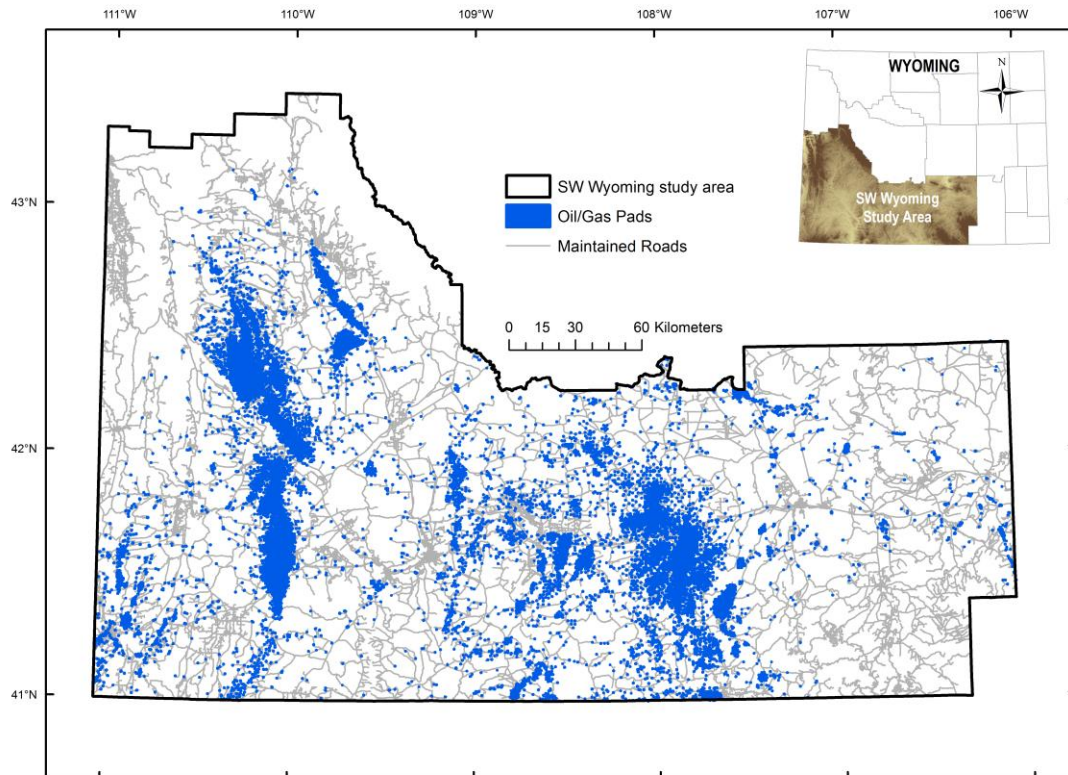 111°W
110°W
109°W
108°W
107°W
106°W
WYOMING
N
SW Wyoming
Study Area
43°N
SW Wyoming study area
Oil/Gas Pads
Maintained Roads
0 15 30 60 Kilometers
42°N
41°N